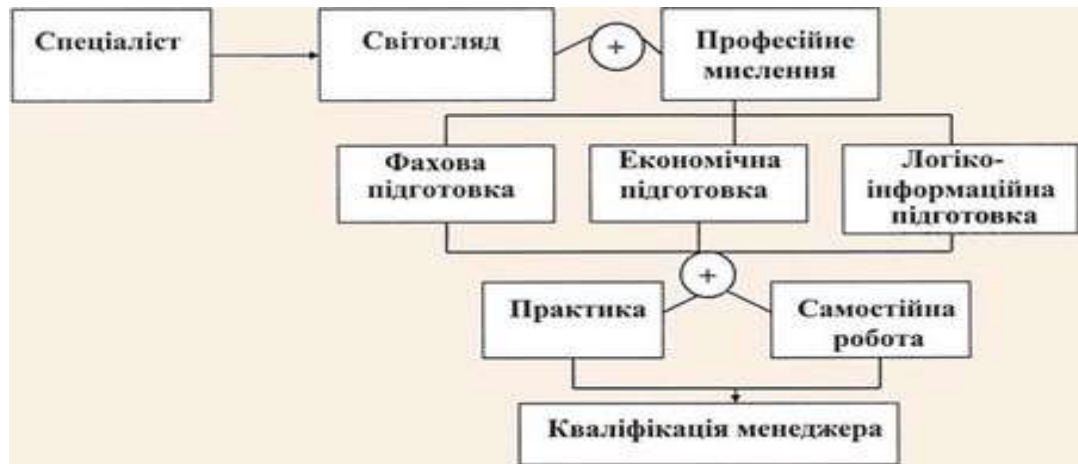 Спеціаліст
Світогляд
+
Професійне
мислення
Фахова
підготовка
Економічна
підготовка
Логіко-
інформаційна
підготовка
+
Практика
Самостійна
робота
Кваліфікація менеджера